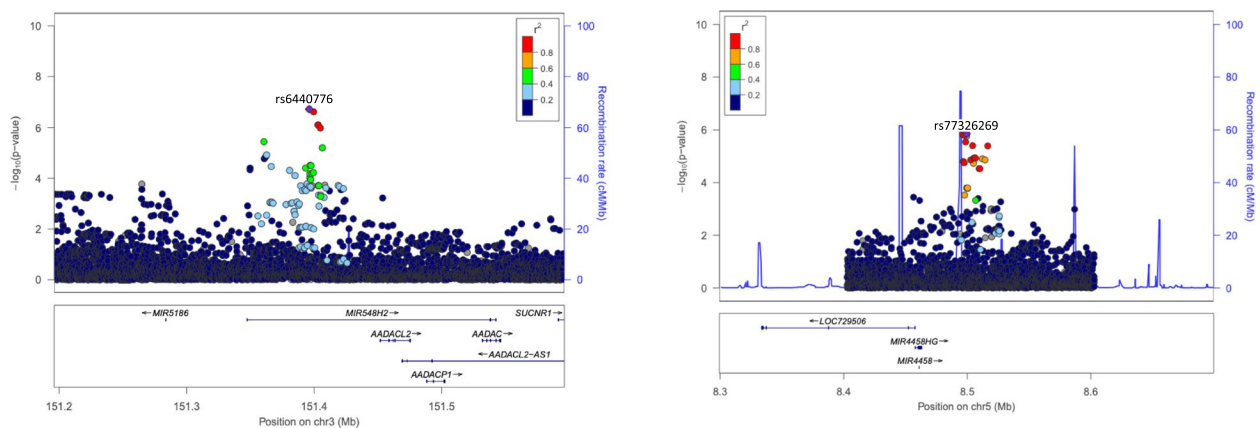 10
8
6
4
2
0
−log10(p−value)
rs6440776
r2
0.8
0.6
0.4
0.2
100
80
60
40
20
0
Recombination rate (cM/Mb)
←MIR5186
MIR548H2→
SUCNR1→
AADACL2→
AADAC→
←AADACL2−AS1
AADACP1→
151.2
151.3
151.4
151.5
Position on chr3 (Mb)
10
8
6
4
2
0
−log10(p−value)
r2
0.8
0.6
0.4
0.2
rs77326269
100
80
60
40
20
0
Recombination rate (cM/Mb)
←LOC729506
MIR4458HG→
MIR4458→
8.3
8.4
8.5
8.6
Position on chr5 (Mb)